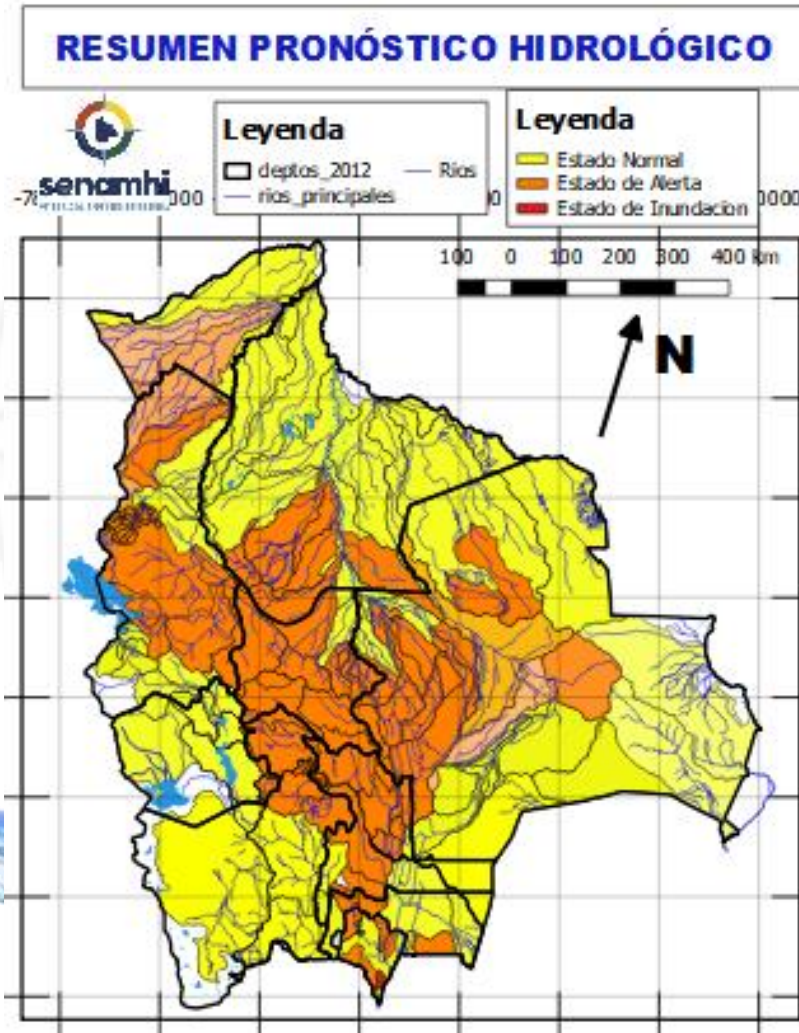 RESUMEN PRONÓSTICO HIDROLÓGICO
senamhi
Leyenda
deptos_2012
Rios
rios_principales
Leyenda
Estado Normal
Estado de Alerta
Estado de Inundacion
100 0 100 200 300 400 km
N